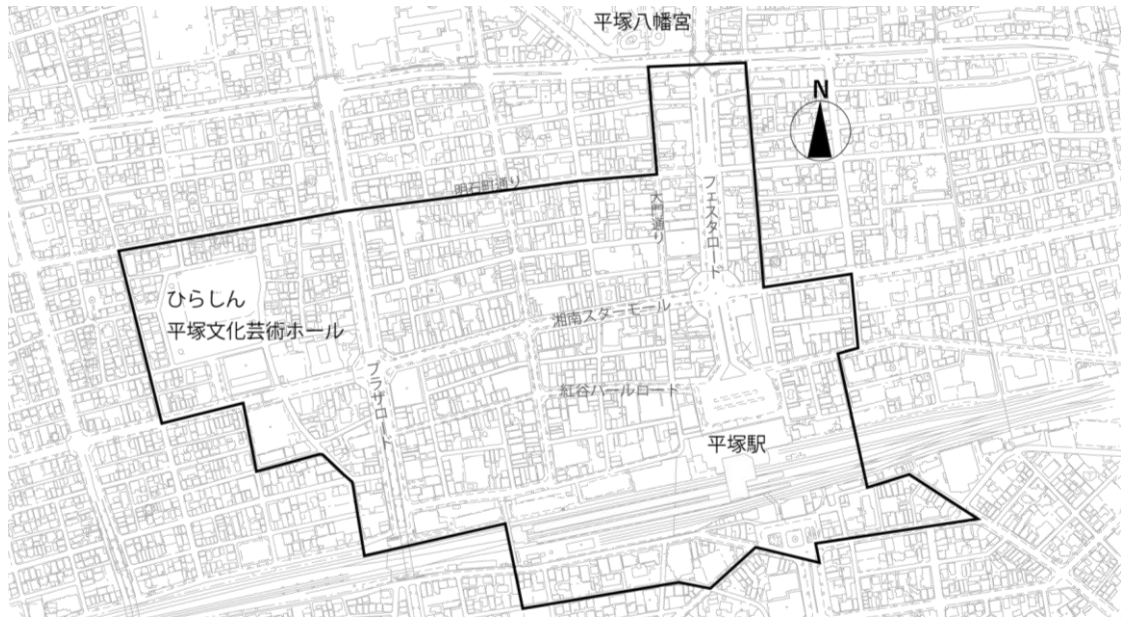 平塚八幡宮
N
明石町通り
大門通り
フェスタロード
ひらしん
平塚文化芸術ホール
湘南スターモール
プラザロード
紅谷パールロード
平塚駅